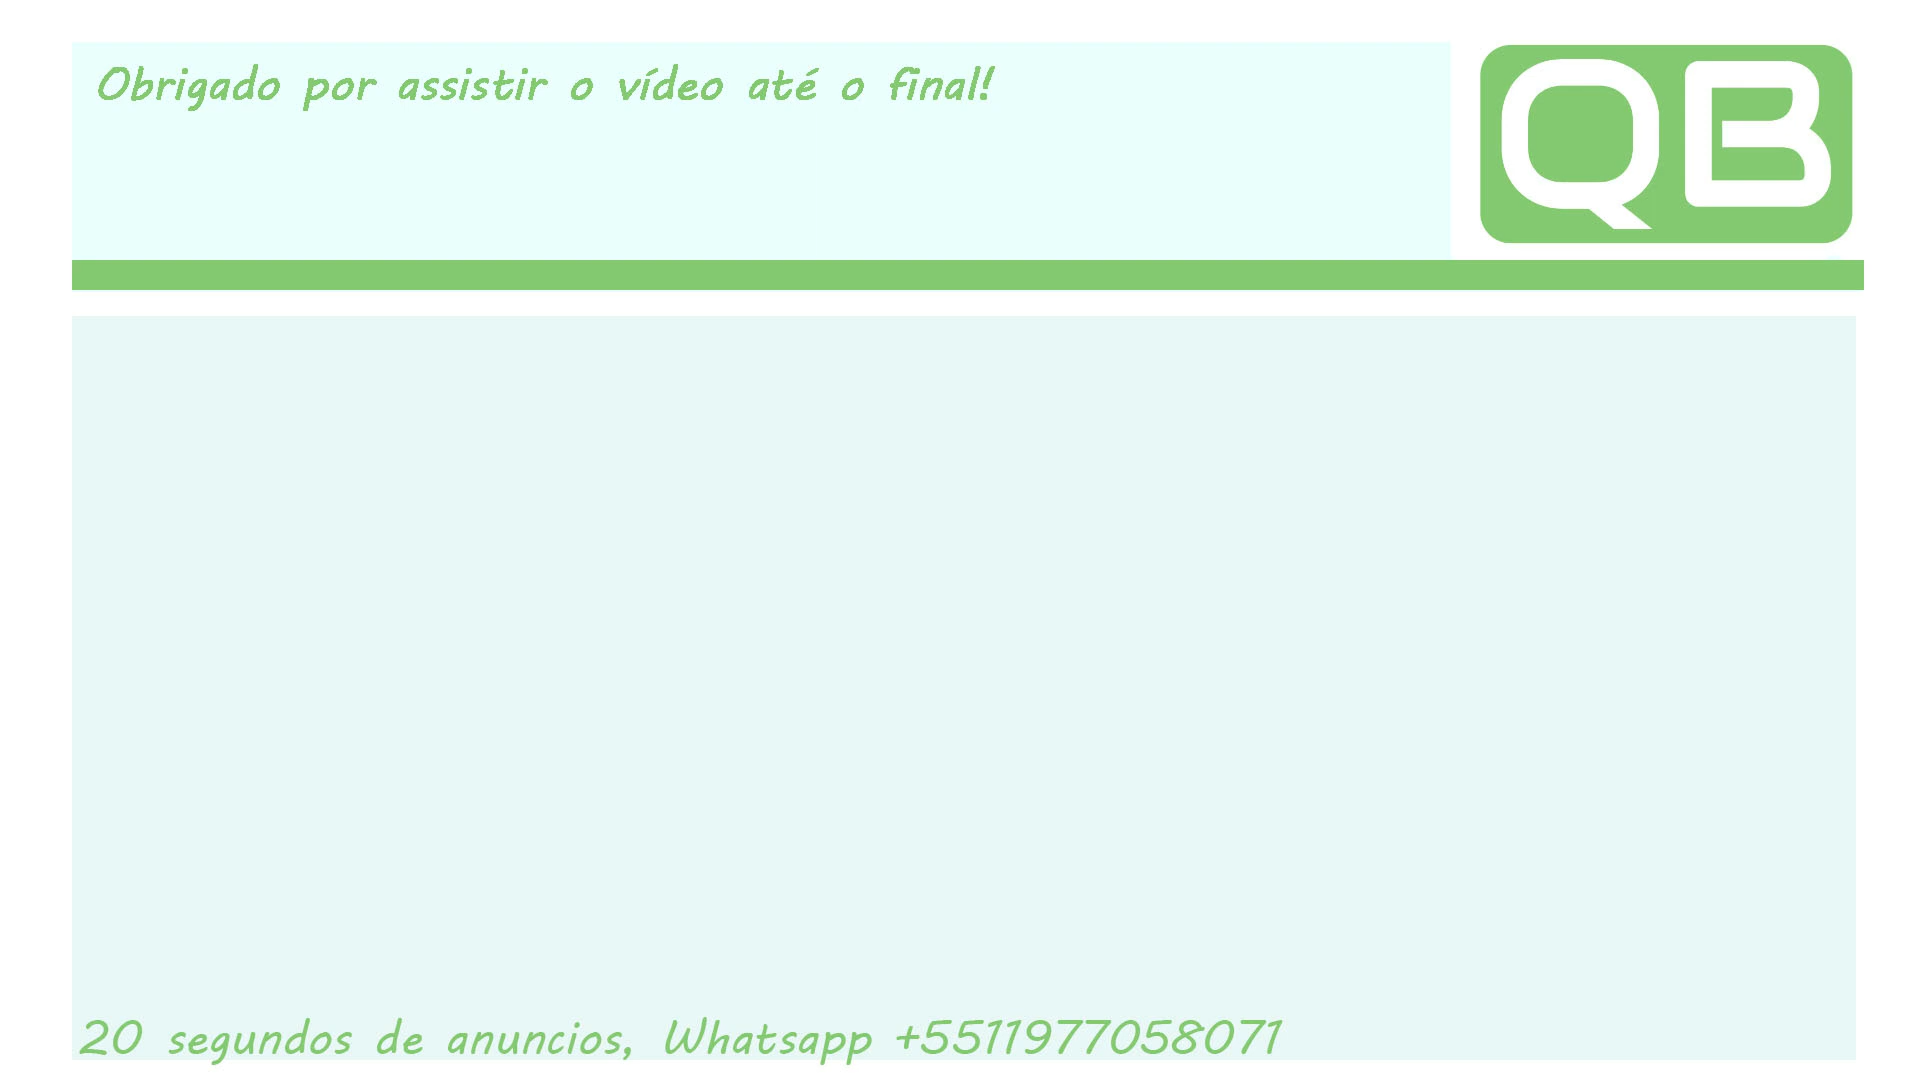 Obrigado por assistir o vídeo até o final!
QB
20 segundos de anuncios, Whatsapp +5511977058071